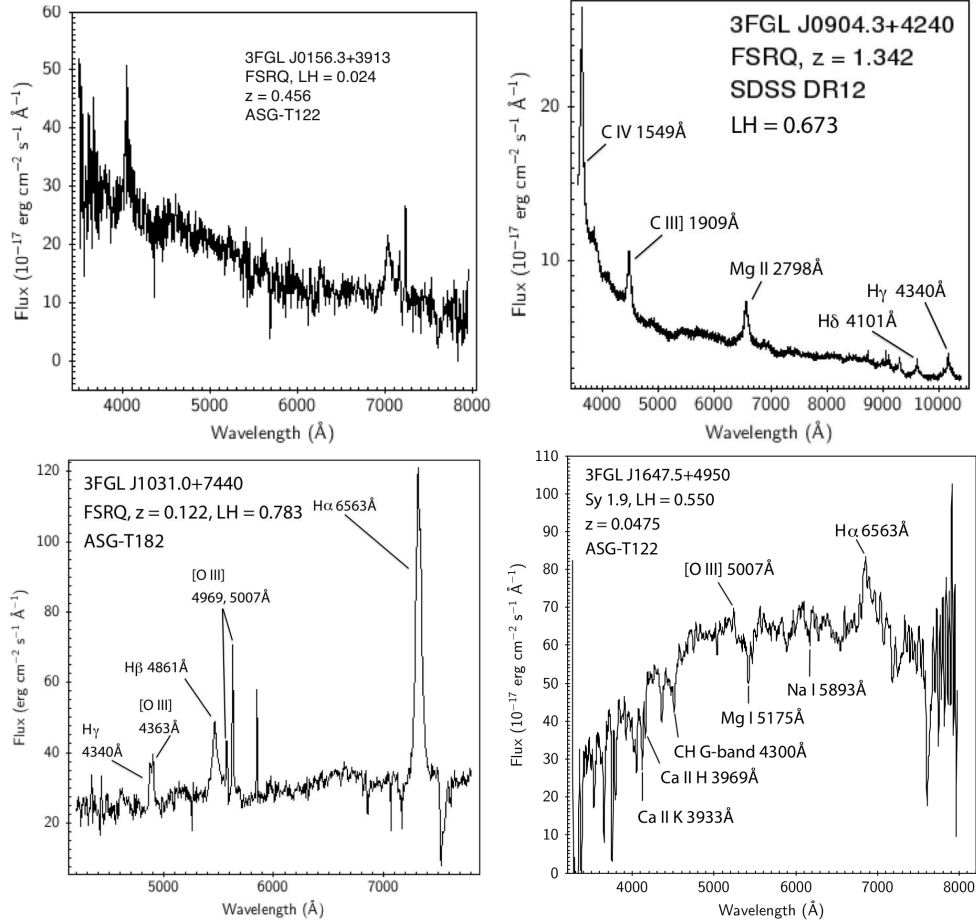 60
50
40
30
20
10
0
Flux (10⁻¹⁷ erg cm⁻² s⁻¹ Å⁻¹)
3FGL J0156.3+3913
FSRQ, LH = 0.024
z = 0.456
ASG-T122
4000 5000 6000 7000 8000
Wavelength (Å)
20
10
Flux (10⁻¹⁷ erg cm⁻² s⁻¹ Å⁻¹)
3FGL J0904.3+4240
FSRQ, z = 1.342
SDSS DR12
LH = 0.673
C IV 1549Å
C III] 1909Å
Mg II 2798Å
Hγ 4340Å
Hδ 4101Å
4000 5000 6000 7000 8000 9000 10000
Wavelength (Å)
120
100
80
60
40
20
Flux (erg cm⁻² s⁻¹ Å⁻¹)
3FGL J1031.0+7440
FSRQ, z = 0.122, LH = 0.783
ASG-T182
Hα 6563Å
[O III]
4969, 5007Å
Hβ 4861Å
[O III]
4363Å
Hγ
4340Å
5000 6000 7000
Wavelength (Å)
110
100
90
80
70
60
50
40
30
20
10
0
Flux (10⁻¹⁷ erg cm⁻² s⁻¹ Å⁻¹)
3FGL J1647.5+4950
Sy 1.9, LH = 0.550
z = 0.0475
ASG-T122
Hα 6563Å
[O III] 5007Å
Na I 5893Å
Mg I 5175Å
CH G-band 4300Å
Ca II H 3969Å
Ca II K 3933Å
4000 5000 6000 7000 8000
Wavelength (Å)